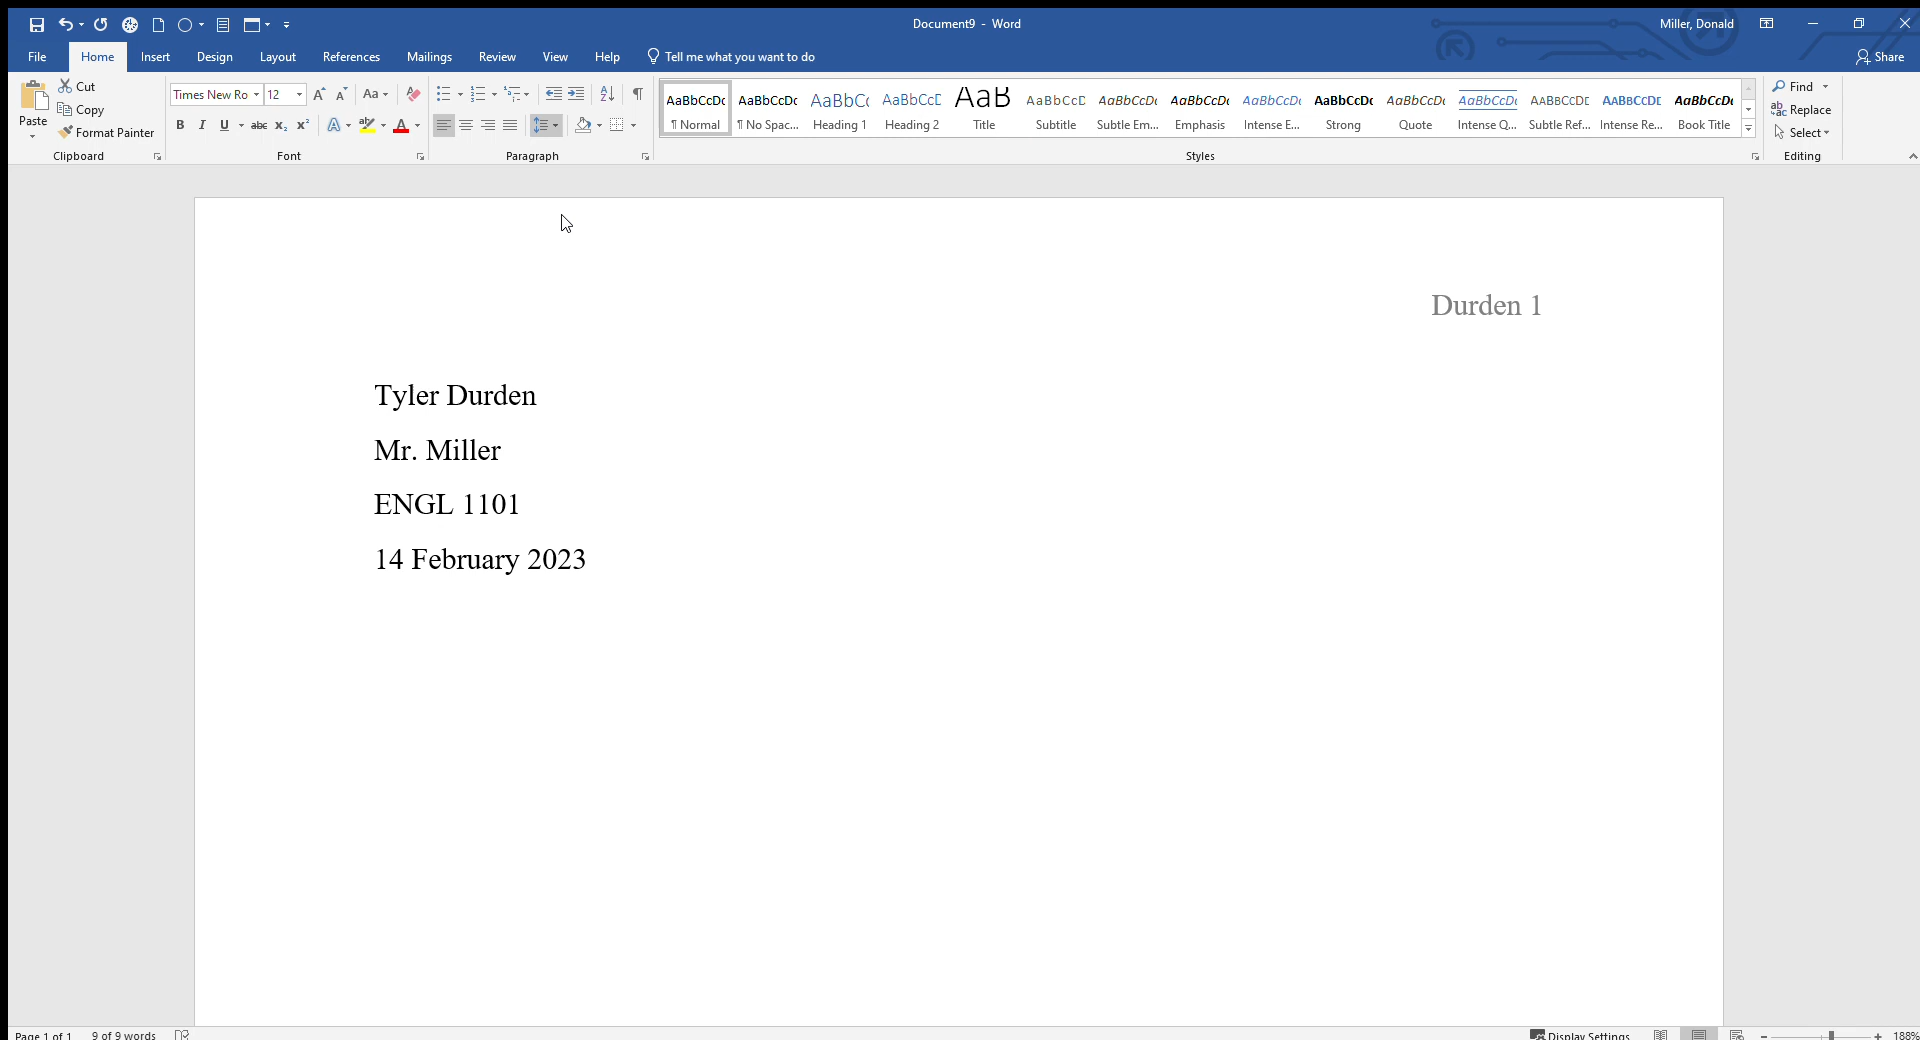 Document9 - Word
Miller, Donald
File Home Insert Design Layout References Mailings Review View Help Tell me what you want to do
Share
Paste
Cut
Copy
Format Painter
Clipboard
Times New Ro 12
Aa
B I U abc x₂ x²
Font
Paragraph
AaBbCcDc AaBbCcDc AaBbC( AaBbCcE AaB AaBbCcD AaBbCcDc AaBbCcDc AaBbCcDc AaBbCcDc AaBbCcDc AaBbCcDc AABBCCDE AABBCCDE AaBbCcDc
¶ Normal ¶ No Spac... Heading 1 Heading 2 Title Subtitle Subtle Em... Emphasis Intense E... Strong Quote Intense Q... Subtle Ref... Intense Re... Book Title
Styles
Find
Replace
Select
Editing
Durden 1
Tyler Durden
Mr. Miller
ENGL 1101
14 February 2023
Page 1 of 1 9 of 9 words
Display Settings
188%